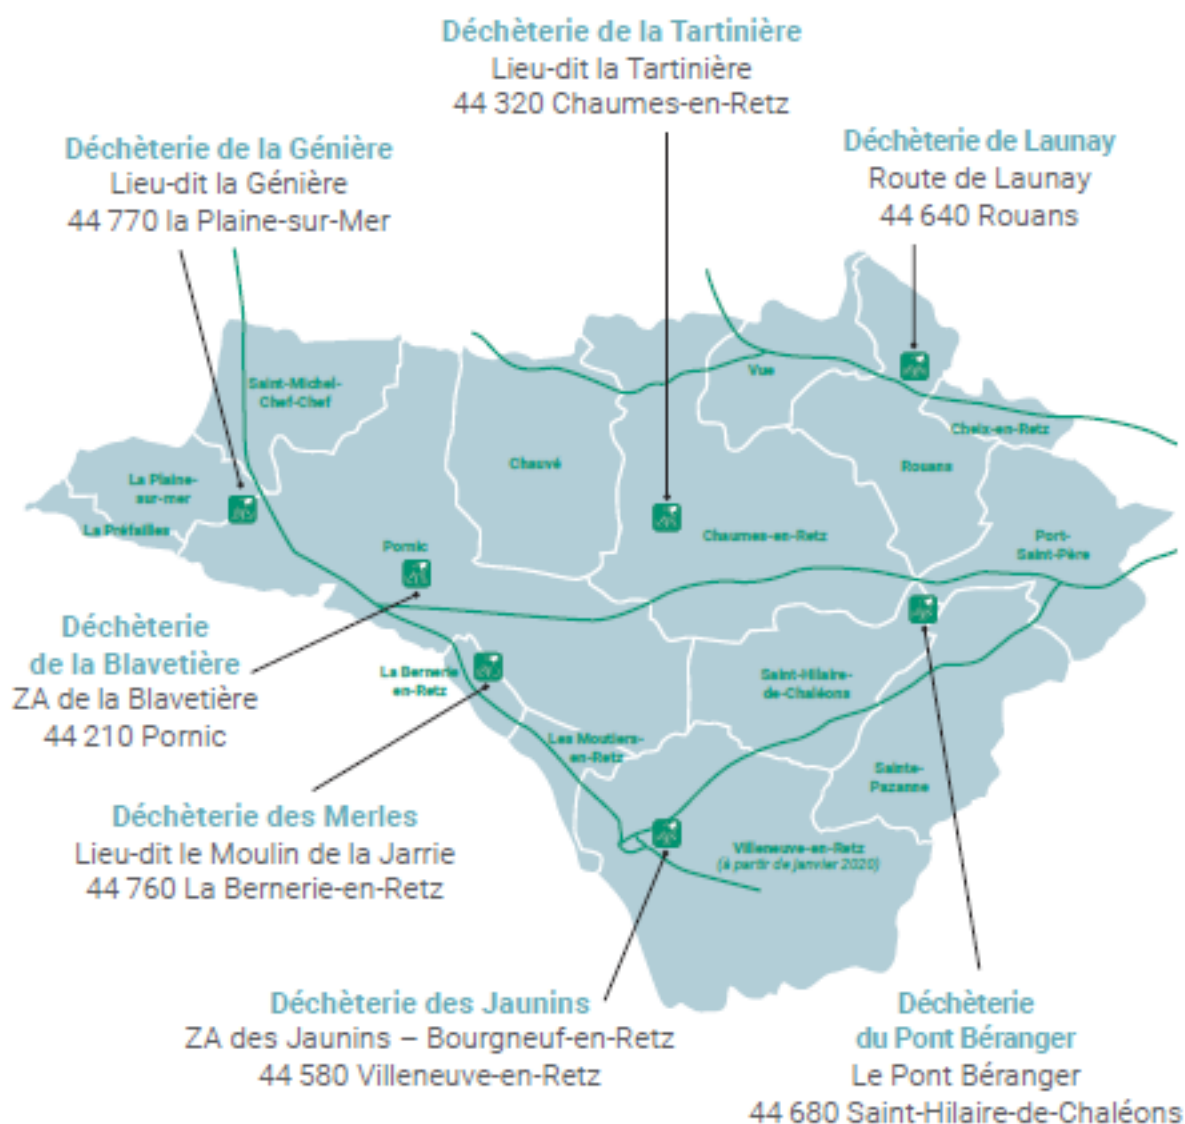 Déchèterie de la Tartinière
Lieu-dit la Tartinière
44 320 Chaumes-en-Retz
Déchèterie de la Génière
Lieu-dit la Génière
44 770 la Plaine-sur-Mer
Déchèterie de Launay
Route de Launay
44 640 Rouans
Saint-Michel-
Chef-Chef
Vue
Cheix-en-Retz
Chauvé
Rouans
La Plaine-
sur-mer
La Préfailles
Chaumes-en-Retz
Port-
Saint-Père
Pornic
Déchèterie
de la Blavetière
ZA de la Blavetière
44 210 Pornic
La Bernerie
en-Retz
Saint-Hilaire-
de-Chaléons
Les Moutiers-
en-Retz
Sainte-
Pazanne
Villeneuve-en-Retz
(à partir de janvier 2020)
Déchèterie des Merles
Lieu-dit le Moulin de la Jarrie
44 760 La Bernerie-en-Retz
Déchèterie des Jaunins
ZA des Jaunins – Bourgneuf-en-Retz
44 580 Villeneuve-en-Retz
Déchèterie
du Pont Béranger
Le Pont Béranger
44 680 Saint-Hilaire-de-Chaléons